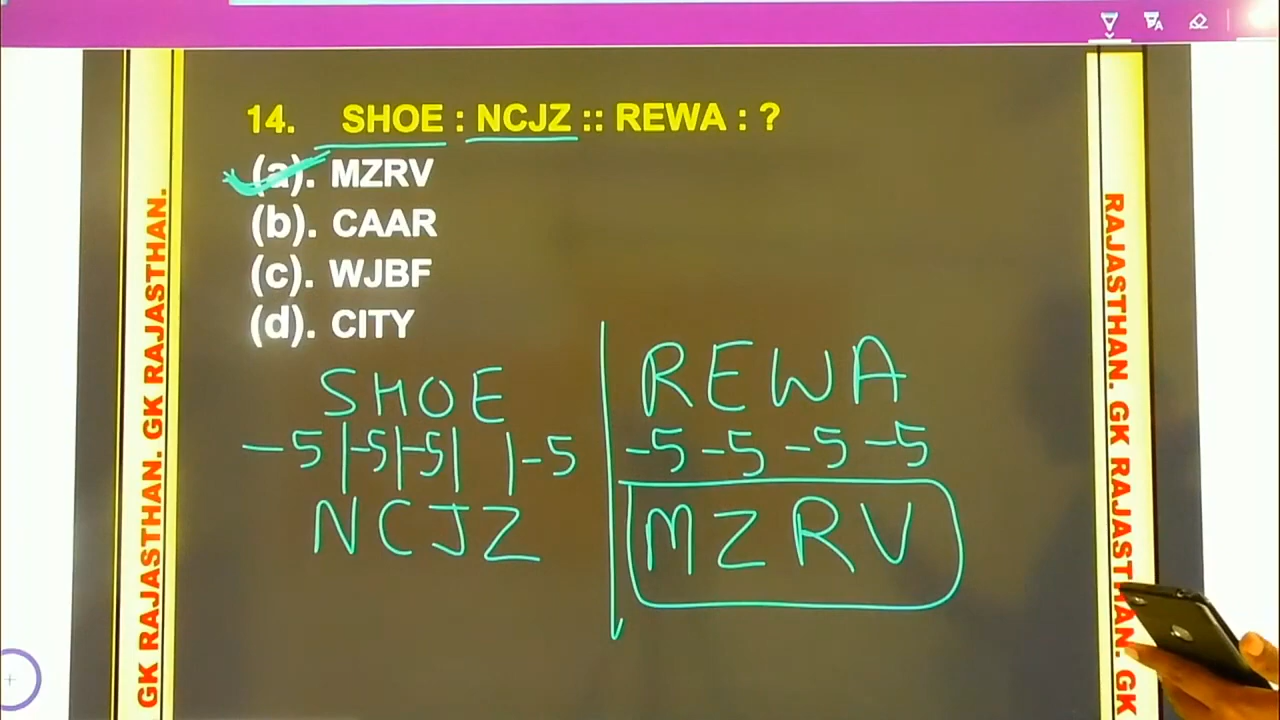 14. SHOE : NCJZ :: REWA : ?
(a). MZRV
(b). CAAR
(c). WJBF
(d). CITY
SHOE
-5|-5|-5| |-5
NCJZ
REWA
-5 -5 -5 -5
MZRV
GK RAJASTHAN. GK RAJASTHAN.
RAJASTHAN. GK RAJASTHAN. GK